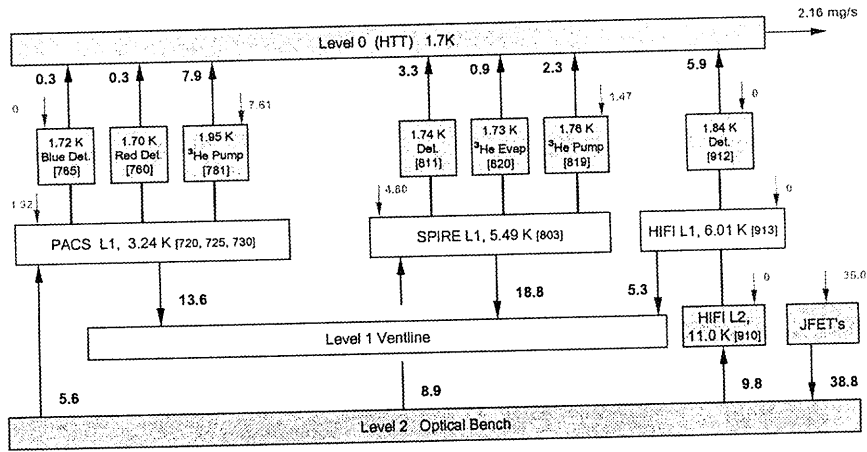 2.16 mg/s
Level 0 (HTT) 1.7K
0.3
0.3
7.9
3.3
0.9
2.3
5.9
0
7.61
1.47
0
1.72 K
Blue Det.
[765]
1.70 K
Red Det.
[760]
1.95 K
³He Pump
[781]
1.74 K
Det.
[811]
1.73 K
³He Evap
[820]
1.76 K
³He Pump
[819]
1.84 K
Det.
[912]
4.80
0
PACS L1, 3.24 K [720, 725, 730]
SPIRE L1, 5.49 K [803]
HIFI L1, 6.01 K [913]
13.6
18.8
5.3
0
35.0
Level 1 Ventline
HIFI L2,
11.0 K [910]
JFET's
5.6
8.9
9.8
38.8
Level 2 Optical Bench